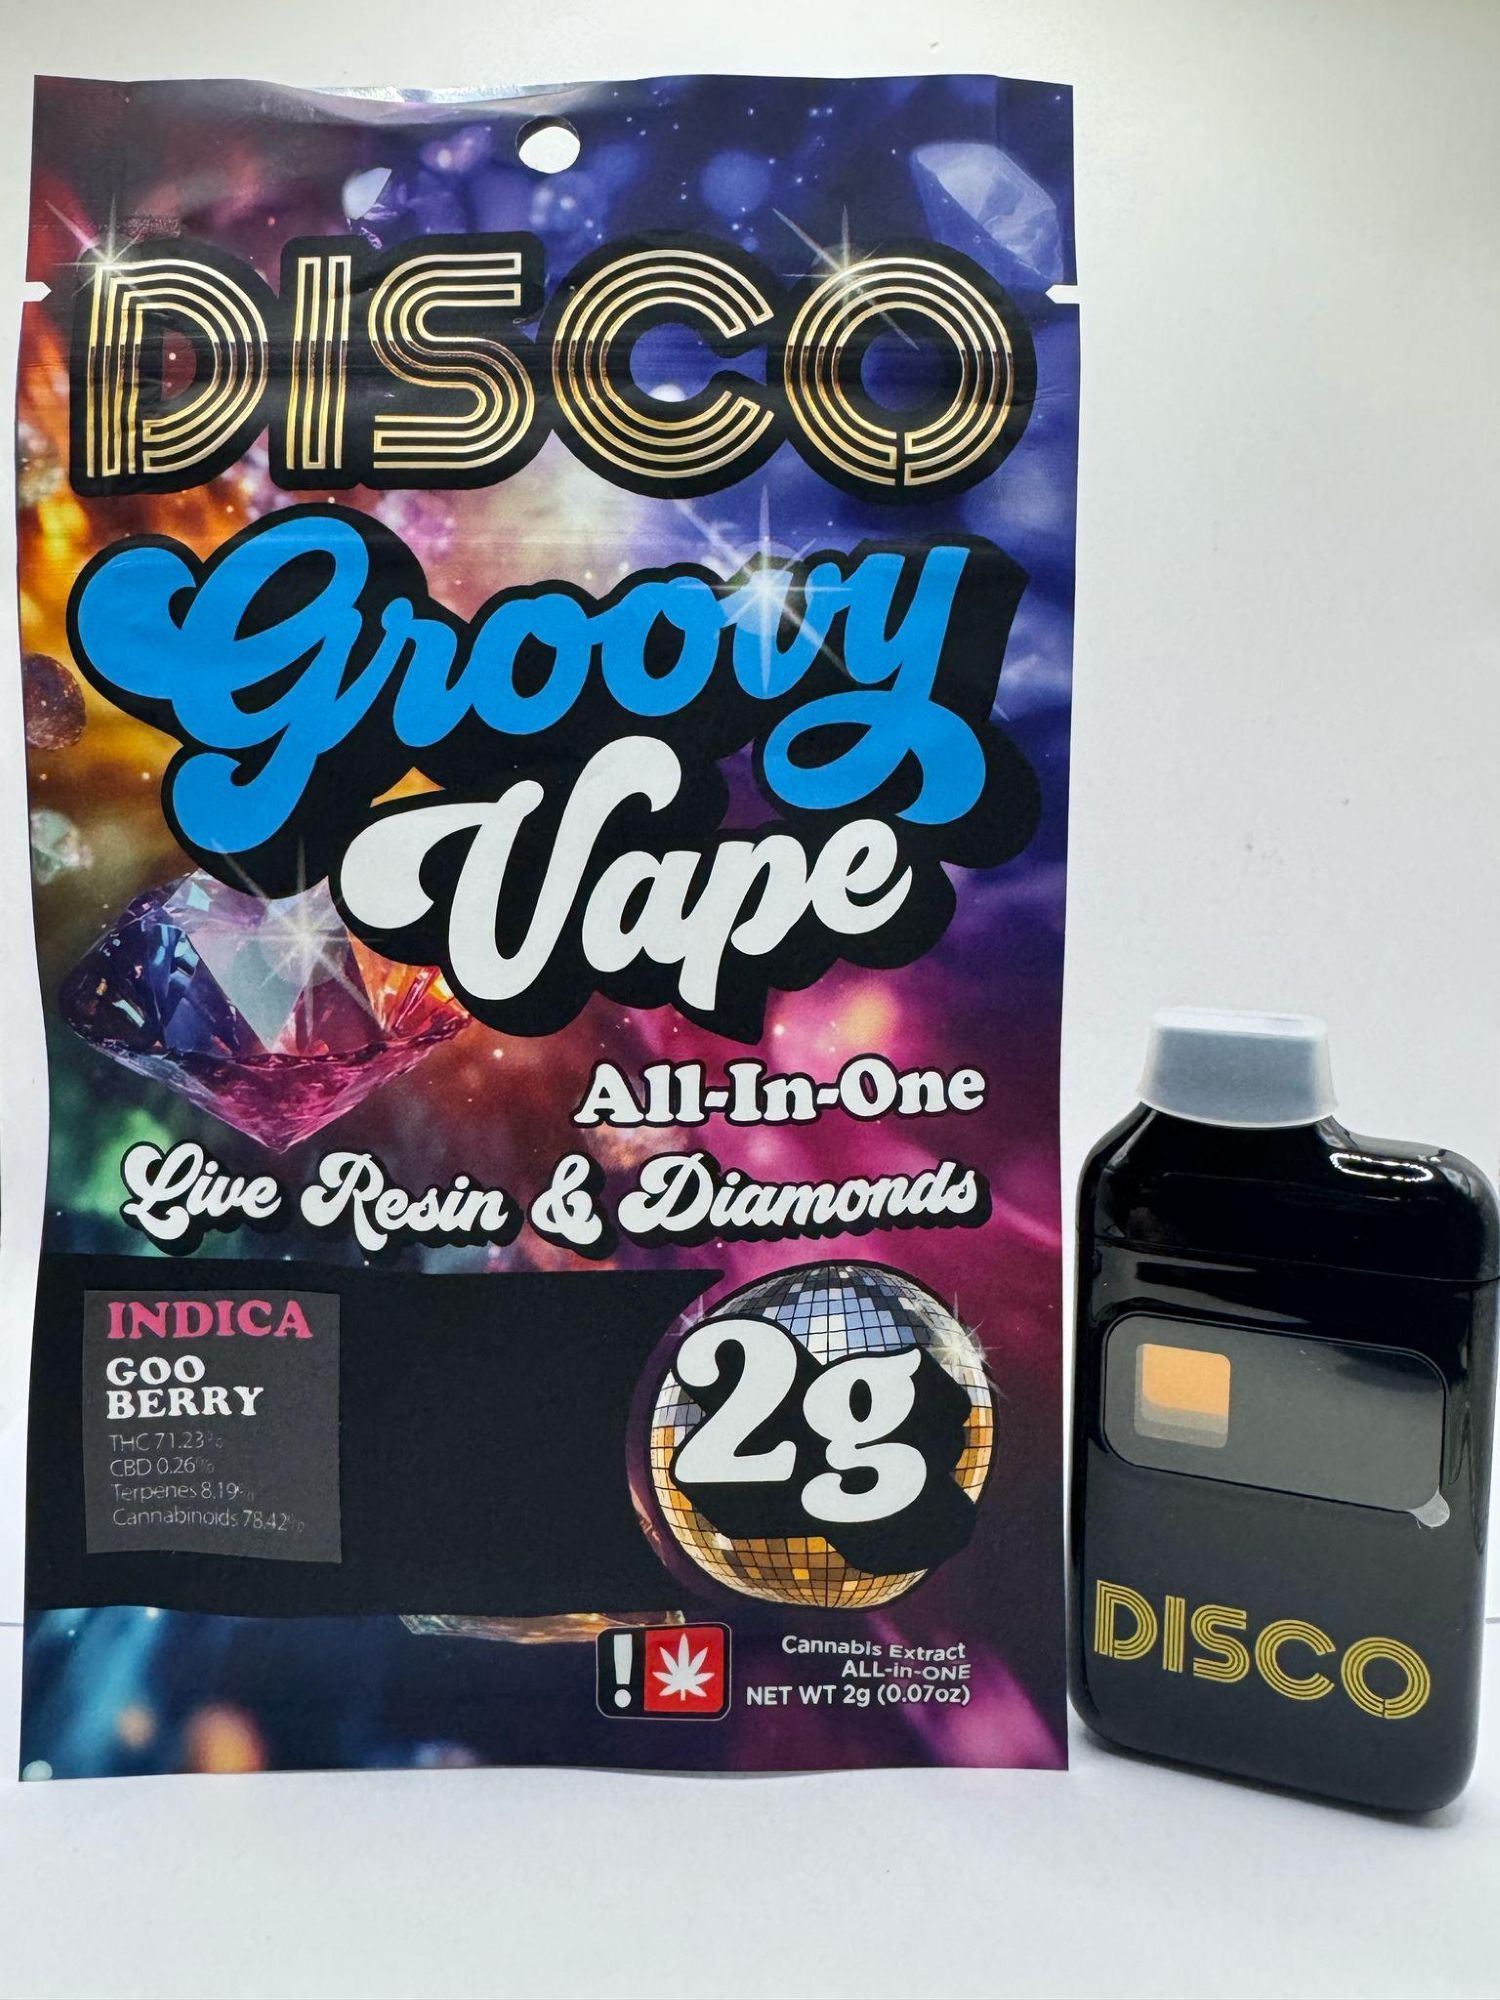 DISCO
Groovy
Vape
All-In-One
Live Resin & Diamonds
INDICA
GOO
BERRY
THC 71.23%
CBD 0.26%
Terpenes 8.19%
Cannabinoids 78.42%
2g
!
Cannabis Extract
ALL-in-ONE
NET WT 2g (0.07oz)
DISCO